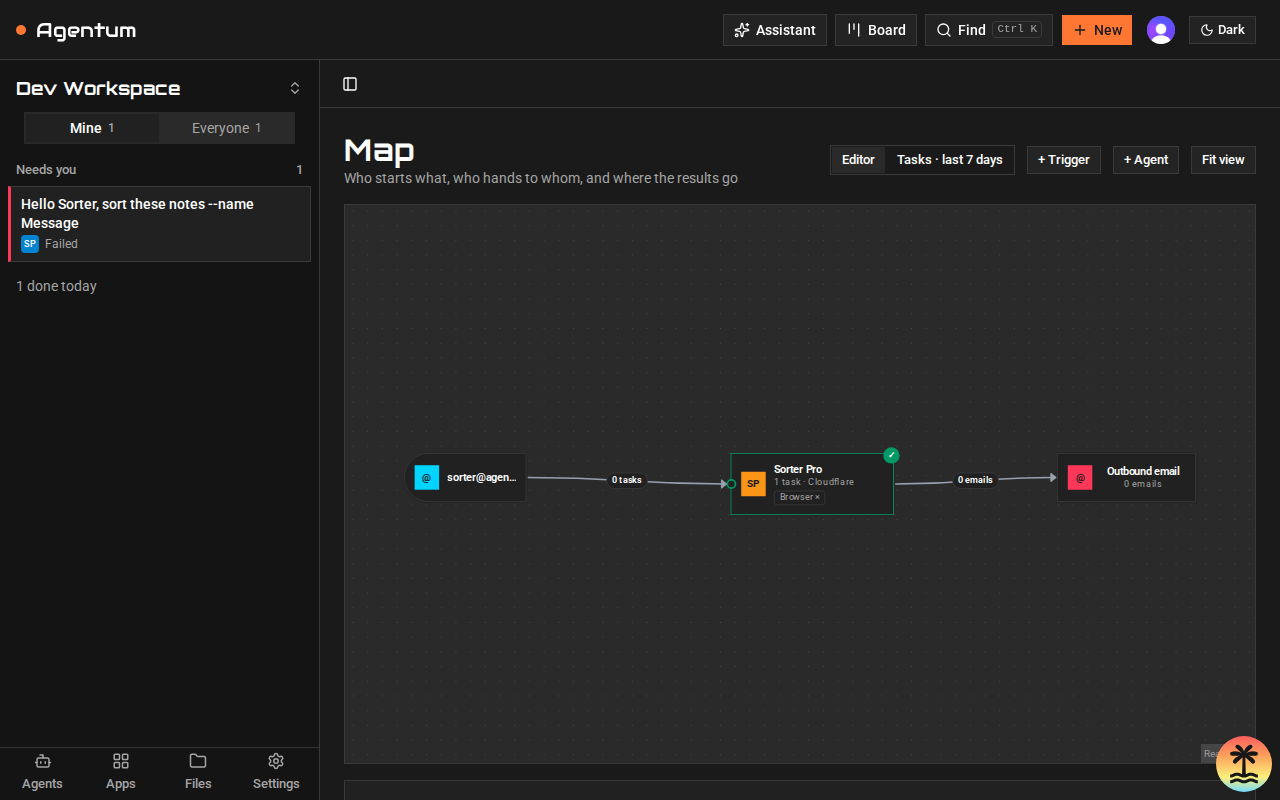 Agentum
Assistant
Board
Find Ctrl K
New
Dark
Dev Workspace
Mine 1
Everyone 1
Needs you 1
Hello Sorter, sort these notes --name
Message
SP Failed
1 done today
Agents
Apps
Files
Settings
Map
Who starts what, who hands to whom, and where the results go
Editor
Tasks · last 7 days
+ Trigger
+ Agent
Fit view
@ sorter@agen...
0 tasks
SP
Sorter Pro
1 task · Cloudflare
Browser ×
0 emails
@
Outbound email
0 emails